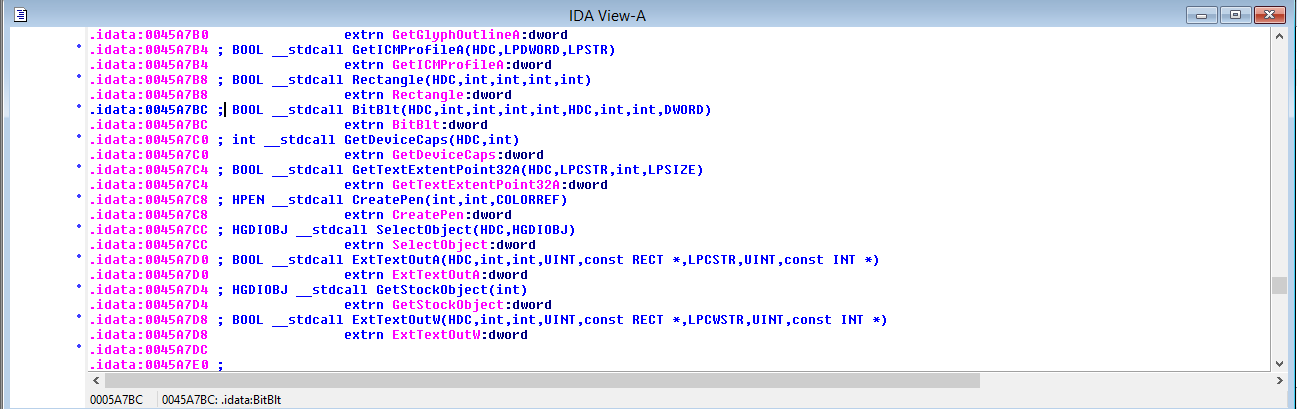 IDA View-A
.idata:0045A7B0 extrn GetGlyphOutlineA:dword
.idata:0045A7B4 ; BOOL __stdcall GetICMProfileA(HDC,LPDWORD,LPSTR)
.idata:0045A7B4 extrn GetICMProfileA:dword
.idata:0045A7B8 ; BOOL __stdcall Rectangle(HDC,int,int,int,int)
.idata:0045A7B8 extrn Rectangle:dword
.idata:0045A7BC ; BOOL __stdcall BitBlt(HDC,int,int,int,int,HDC,int,int,DWORD)
.idata:0045A7BC extrn BitBlt:dword
.idata:0045A7C0 ; int __stdcall GetDeviceCaps(HDC,int)
.idata:0045A7C0 extrn GetDeviceCaps:dword
.idata:0045A7C4 ; BOOL __stdcall GetTextExtentPoint32A(HDC,LPCSTR,int,LPSIZE)
.idata:0045A7C4 extrn GetTextExtentPoint32A:dword
.idata:0045A7C8 ; HPEN __stdcall CreatePen(int,int,COLORREF)
.idata:0045A7C8 extrn CreatePen:dword
.idata:0045A7CC ; HGDIOBJ __stdcall SelectObject(HDC,HGDIOBJ)
.idata:0045A7CC extrn SelectObject:dword
.idata:0045A7D0 ; BOOL __stdcall ExtTextOutA(HDC,int,int,UINT,const RECT *,LPCSTR,UINT,const INT *)
.idata:0045A7D0 extrn ExtTextOutA:dword
.idata:0045A7D4 ; HGDIOBJ __stdcall GetStockObject(int)
.idata:0045A7D4 extrn GetStockObject:dword
.idata:0045A7D8 ; BOOL __stdcall ExtTextOutW(HDC,int,int,UINT,const RECT *,LPCWSTR,UINT,const INT *)
.idata:0045A7D8 extrn ExtTextOutW:dword
.idata:0045A7DC
.idata:0045A7E0 ;
0005A7BC 0045A7BC: .idata:BitBlt